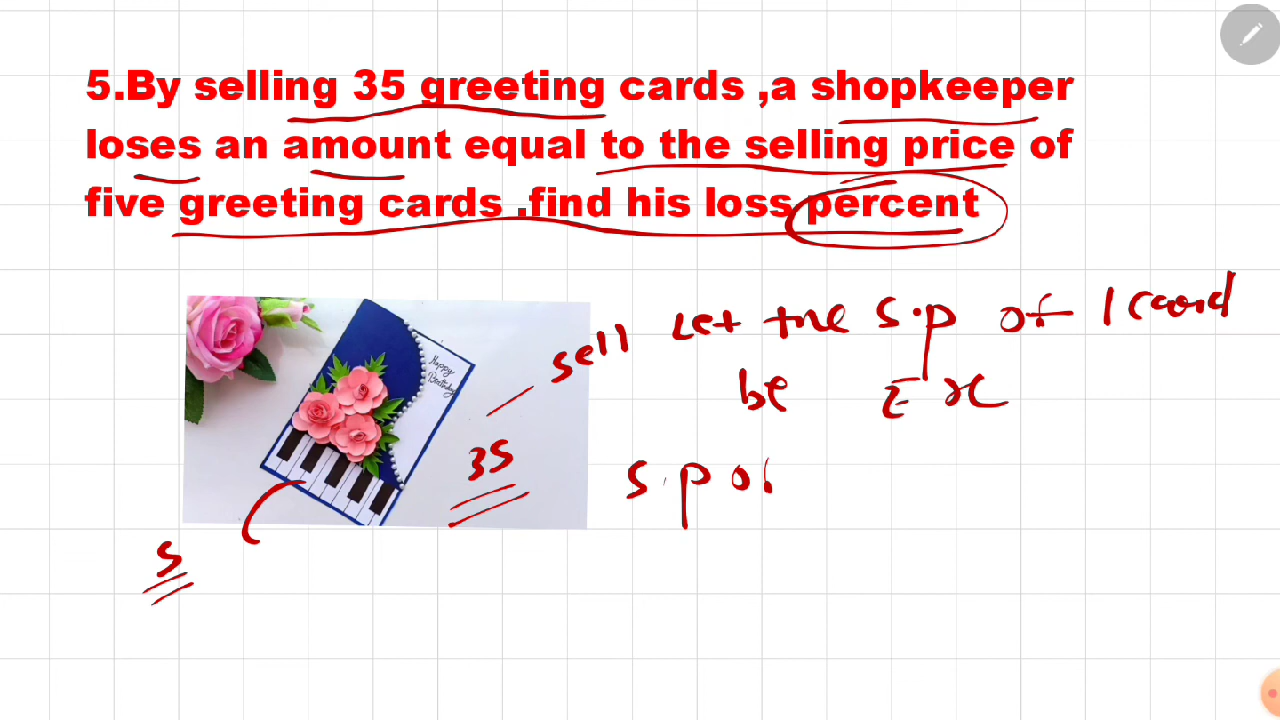 5.By selling 35 greeting cards ,a shopkeeper
loses an amount equal to the selling price of
five greeting cards .find his loss percent
Happy
Birthday
sell Let the S.P of 1 card
be ₹ x
35
S.P of
5